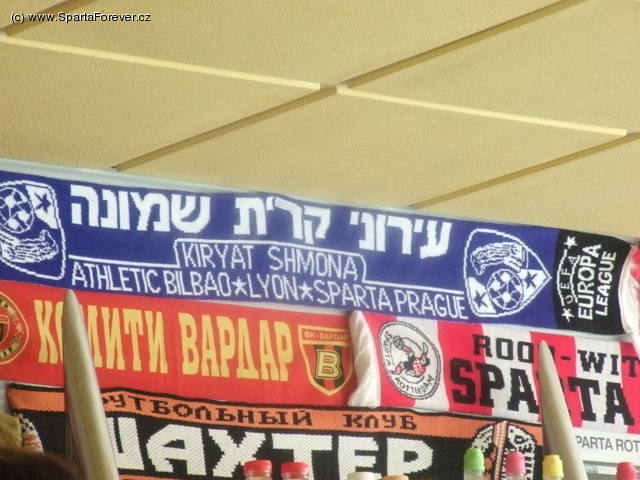 (c) www.SpartaForever.cz
עירוני קרית שמונה
KIRYAT SHMONA
ATHLETIC BILBAO★LYON★SPARTA PRAGUE
UEFA
EUROPA
LEAGUE
КОМИТИ ВАРДАР
ФК-ВАРДАР
B
ROOD-WIT
SPARTA
SPARTA
ROTTERDAM
SPARTA ROT
ФУТБОЛЬНЫЙ КЛУБ
ШАХТЕР